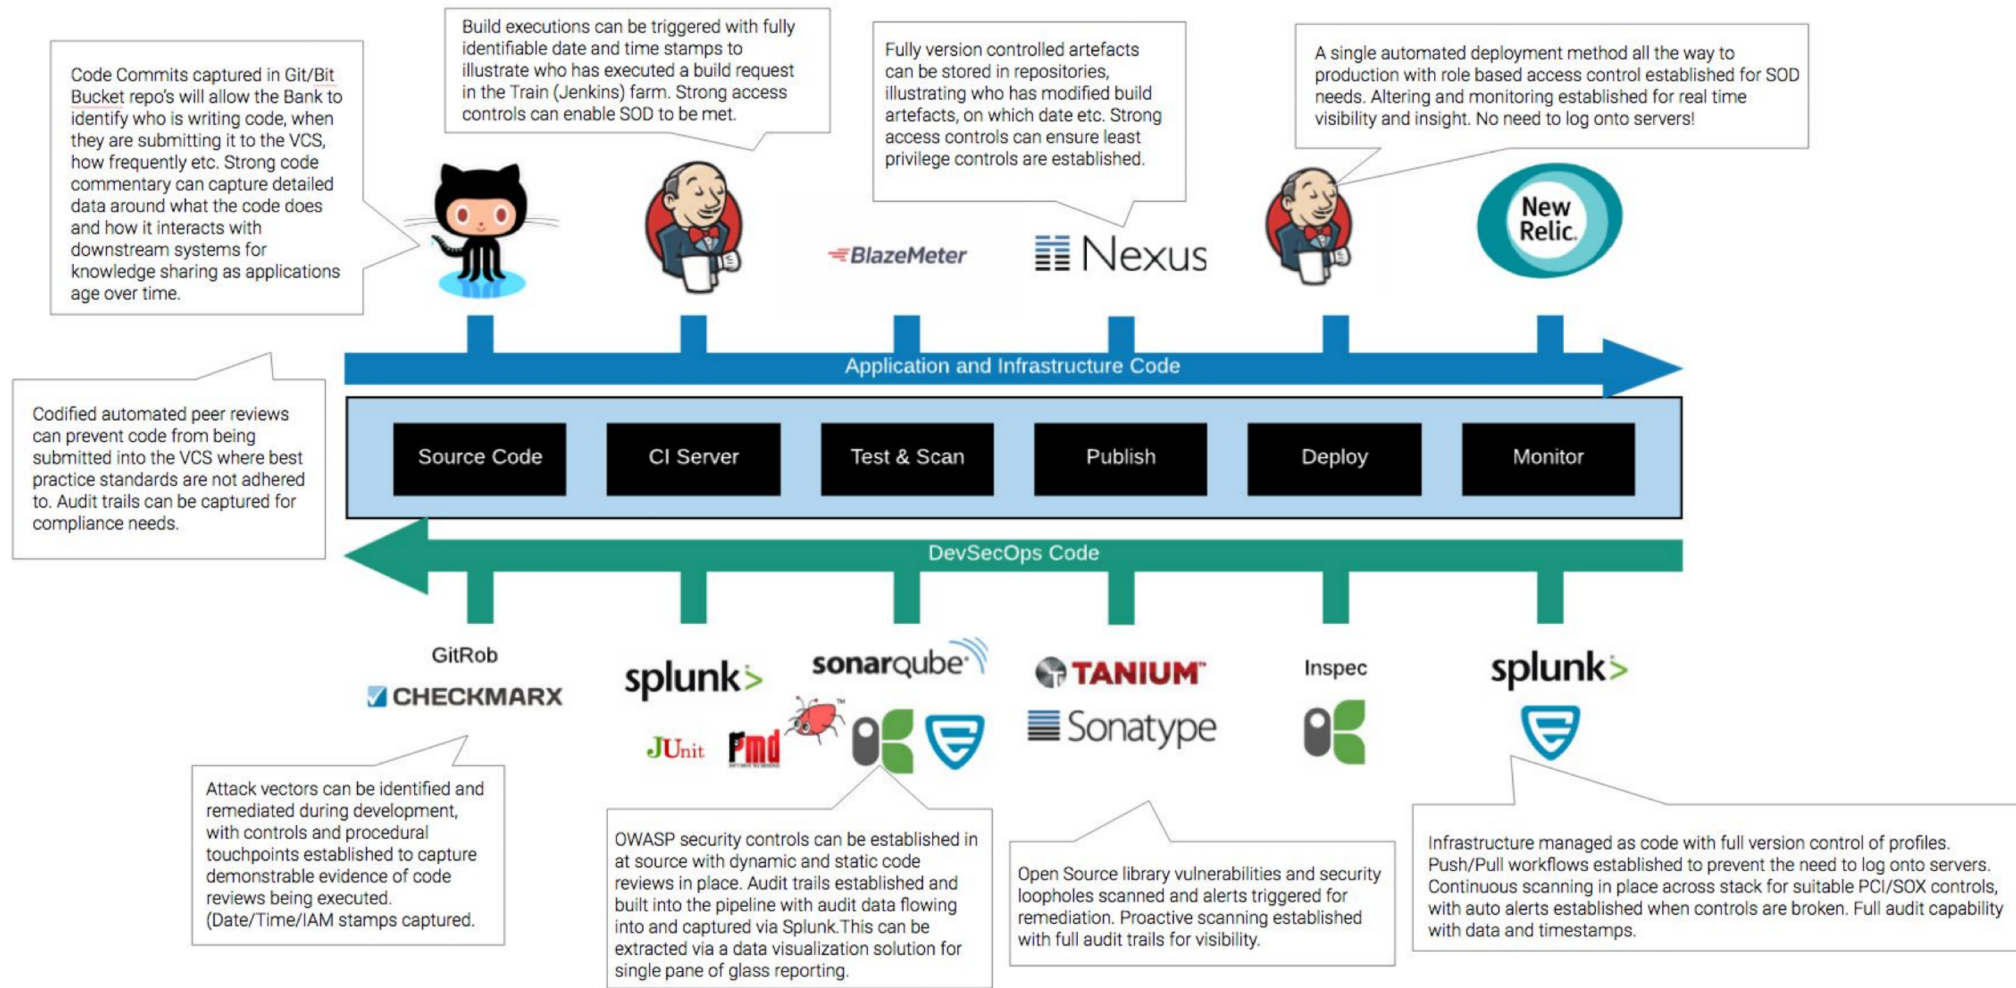 Code Commits captured in Git/Bit
Bucket repo's will allow the Bank to
identify who is writing code, when
they are submitting it to the VCS,
how frequently etc. Strong code
commentary can capture detailed
data around what the code does
and how it interacts with
downstream systems for
knowledge sharing as applications
age over time.
Build executions can be triggered with fully
identifiable date and time stamps to
illustrate who has executed a build request
in the Train (Jenkins) farm. Strong access
controls can enable SOD to be met.
Fully version controlled artefacts
can be stored in repositories,
illustrating who has modified build
artefacts, on which date etc. Strong
access controls can ensure least
privilege controls are established.
A single automated deployment method all the way to
production with role based access control established for SOD
needs. Altering and monitoring established for real time
visibility and insight. No need to log onto servers!
BlazeMeter
Nexus
New
Relic.
Application and Infrastructure Code
Codified automated peer reviews
can prevent code from being
submitted into the VCS where best
practice standards are not adhered
to. Audit trails can be captured for
compliance needs.
Source Code
CI Server
Test & Scan
Publish
Deploy
Monitor
DevSecOps Code
GitRob
CHECKMARX
splunk>
JUnit
Pmd
sonarqube
TM
TANIUM™
Sonatype
Inspec
splunk>
Attack vectors can be identified and
remediated during development,
with controls and procedural
touchpoints established to capture
demonstrable evidence of code
reviews being executed.
(Date/Time/IAM stamps captured.
OWASP security controls can be established in
at source with dynamic and static code
reviews in place. Audit trails established and
built into the pipeline with audit data flowing
into and captured via Splunk.This can be
extracted via a data visualization solution for
single pane of glass reporting.
Open Source library vulnerabilities and security
loopholes scanned and alerts triggered for
remediation. Proactive scanning established
with full audit trails for visibility.
Infrastructure managed as code with full version control of profiles.
Push/Pull workflows established to prevent the need to log onto servers.
Continuous scanning in place across stack for suitable PCI/SOX controls,
with auto alerts established when controls are broken. Full audit capability
with data and timestamps.